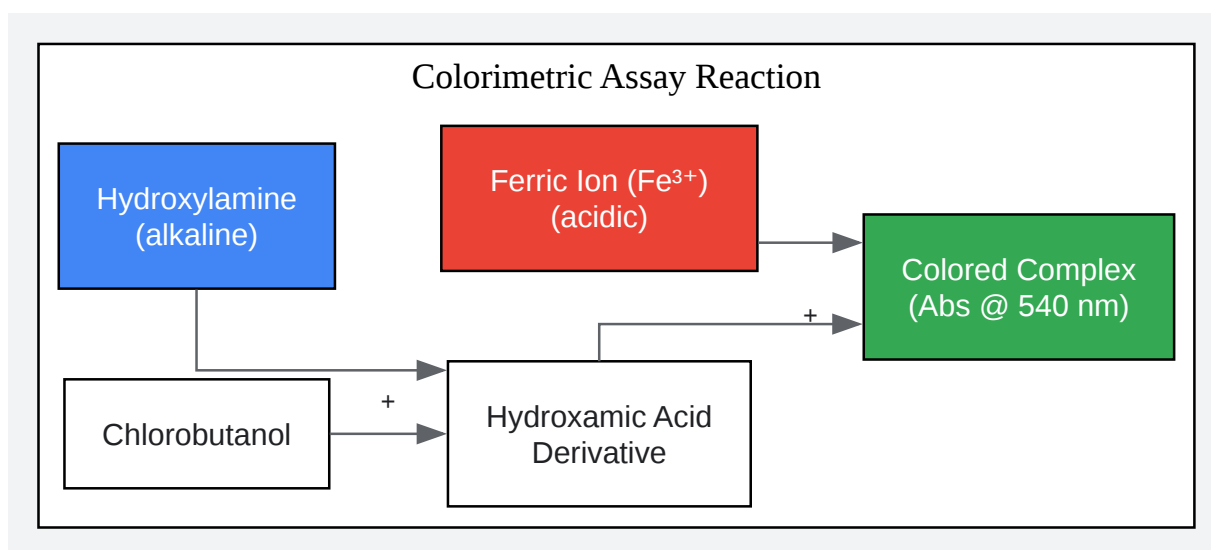 Colorimetric Assay Reaction
Hydroxylamine
(alkaline)
Ferric Ion (Fe³⁺)
(acidic)
Colored Complex
(Abs @ 540 nm)
+
+
Chlorobutanol
Hydroxamic Acid
Derivative